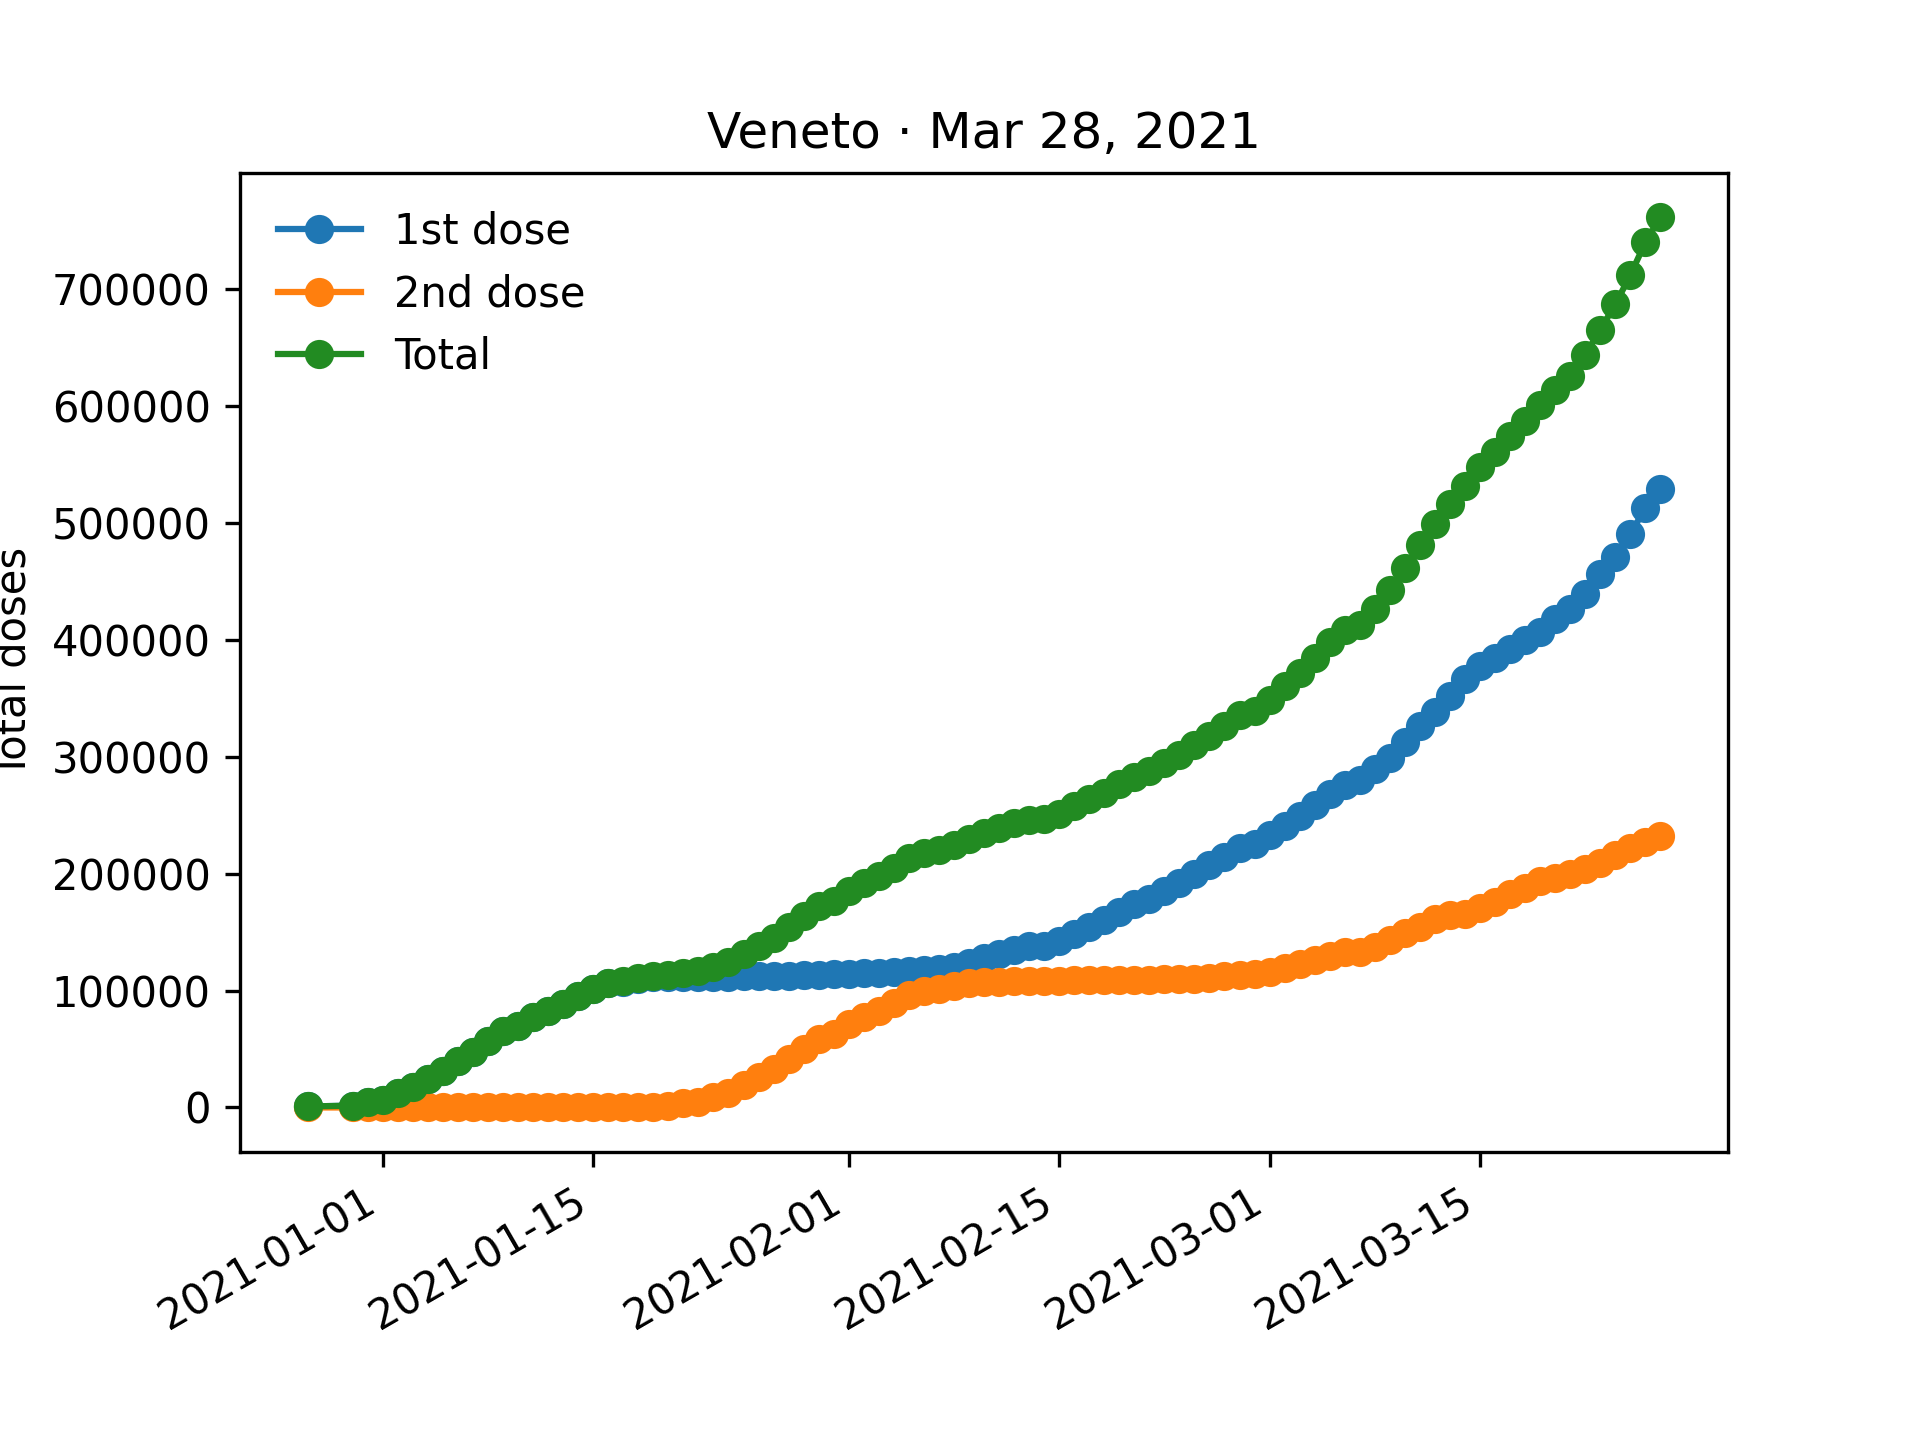 Veneto · Mar 28, 2021
1st dose
2nd dose
Total
Total doses
700000
600000
500000
400000
300000
200000
100000
0
2021-01-01
2021-01-15
2021-02-01
2021-02-15
2021-03-01
2021-03-15